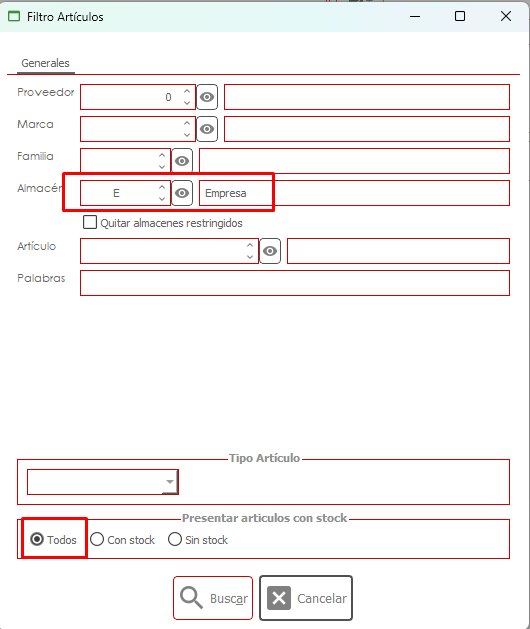 Filtro Artículos
Generales
Proveedor 0
Marca
Familia
Almacén E Empresa
Quitar almacenes restringidos
Artículo
Palabras
Tipo Artículo
Presentar articulos con stock
Todos Con stock Sin stock
Buscar Cancelar